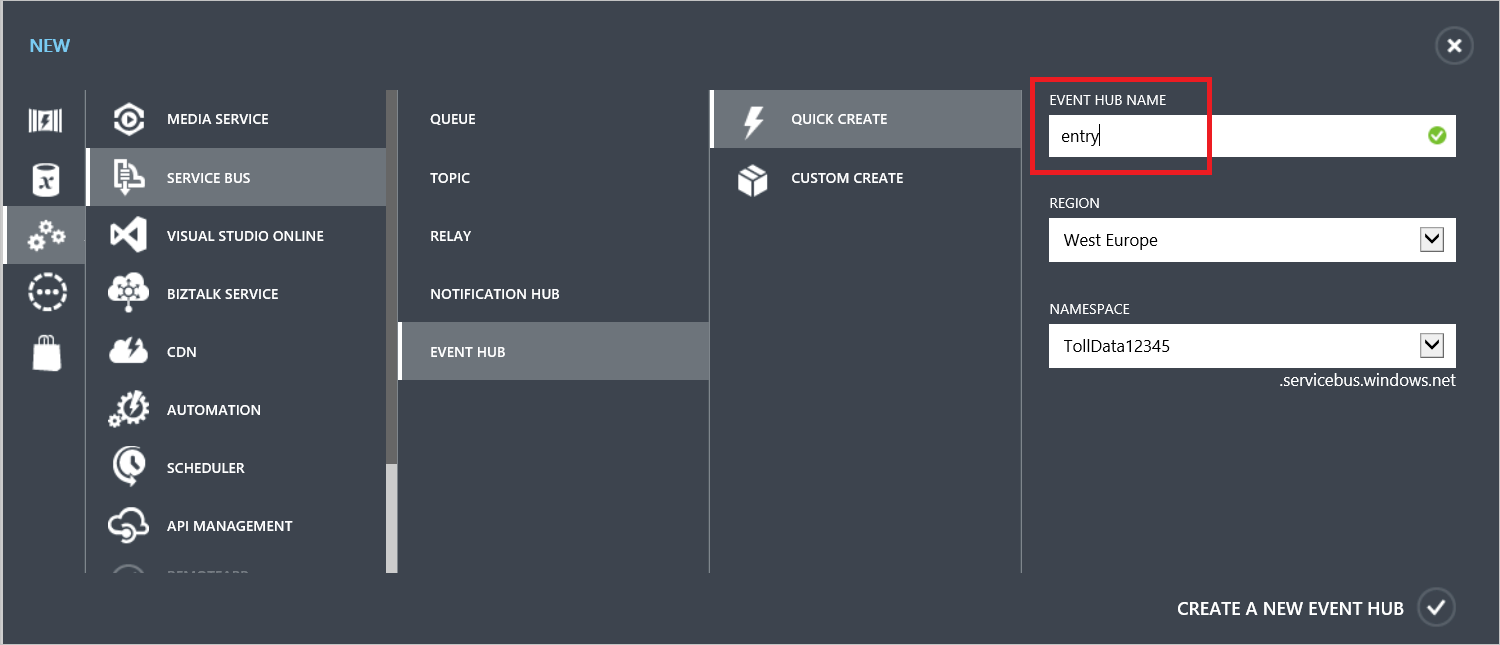 NEW
MEDIA SERVICE
SERVICE BUS
VISUAL STUDIO ONLINE
BIZTALK SERVICE
CDN
AUTOMATION
SCHEDULER
API MANAGEMENT
QUEUE
TOPIC
RELAY
NOTIFICATION HUB
EVENT HUB
QUICK CREATE
CUSTOM CREATE
EVENT HUB NAME
entry
REGION
West Europe
NAMESPACE
TollData12345
.servicebus.windows.net
CREATE A NEW EVENT HUB